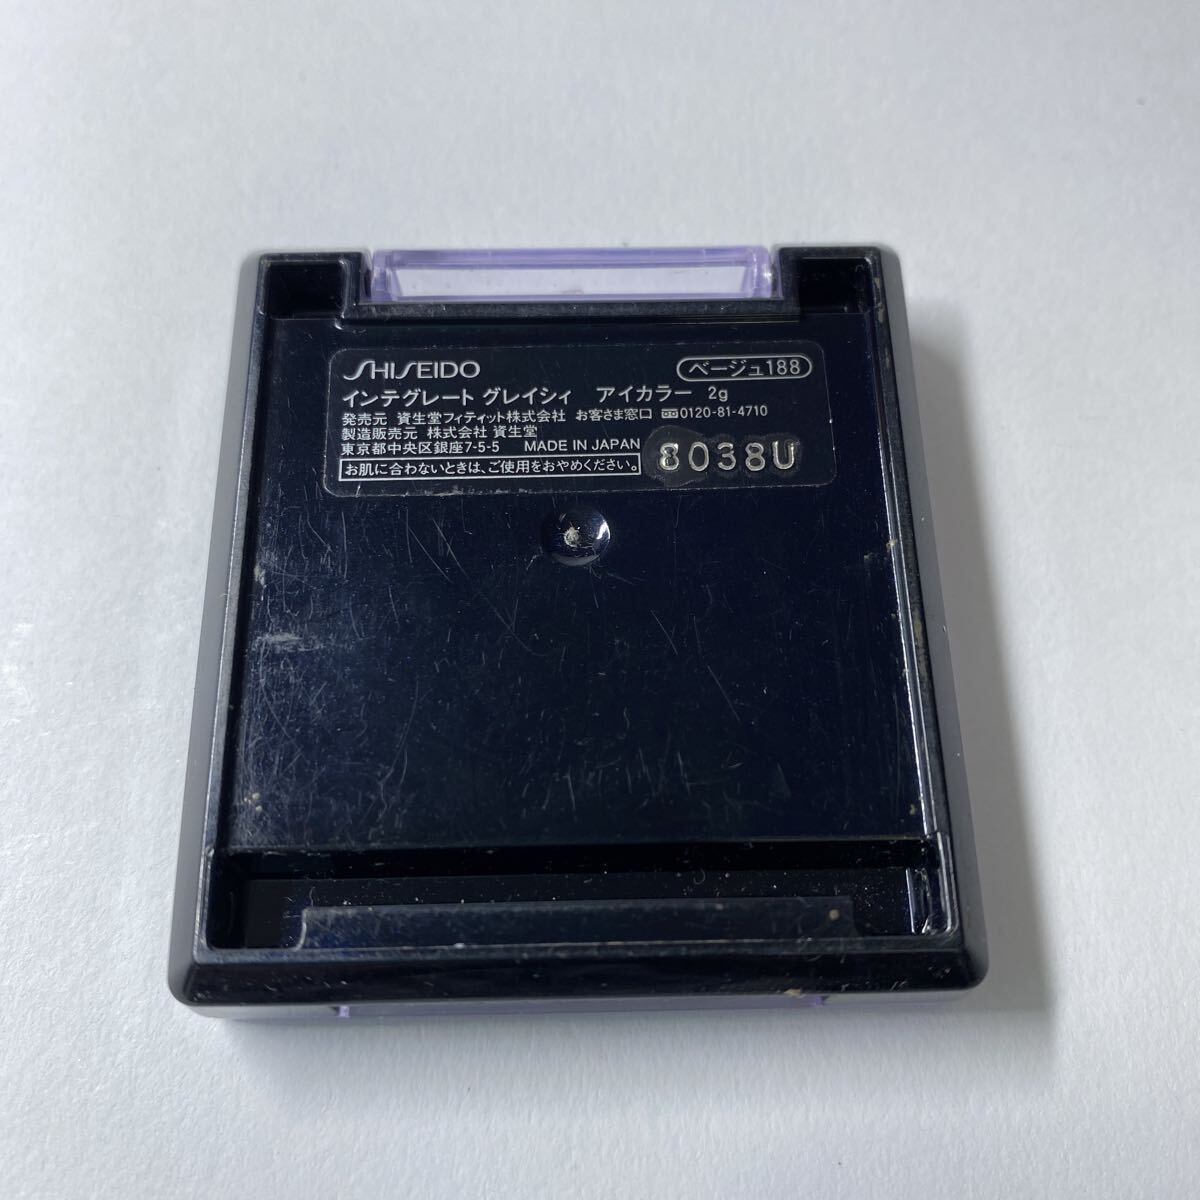 SHISEIDO ベージュ188
インテグレート グレイシィ アイカラー 2g
発売元 資生堂フィティット株式会社 お客さま窓口 0120-81-4710
製造販売元 株式会社 資生堂
東京都中央区銀座7-5-5 MADE IN JAPAN
お肌に合わないときは、ご使用をおやめください。
8038U